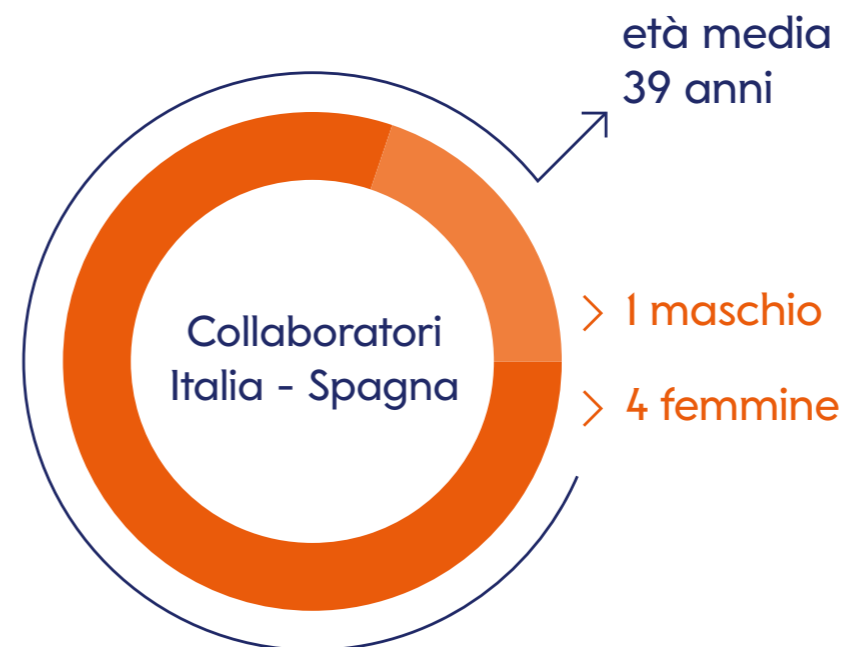 età media
39 anni
Collaboratori
Italia - Spagna
1 maschio
4 femmine